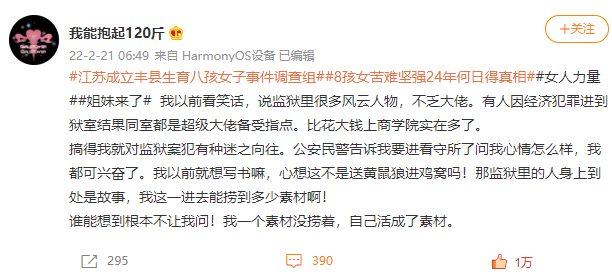 我能抱起120斤
22-2-21 06:49 来自 HarmonyOS设备 已编辑
+关注
#江苏成立丰县生育八孩女子事件调查组##8孩女苦难坚强24年何日得真相##女人力量
##姐妹来了# 我以前看笑话，说监狱里很多风云人物，不乏大佬。有人因经济犯罪进到
狱室结果同室都是超级大佬备受指点。比花大钱上商学院实在多了。
搞得我就对监狱案犯有种迷之向往。公安民警告诉我要进看守所了问我心情怎么样，我
都可兴奋了。我以前就想写书嘛，心想这不是送黄鼠狼进鸡窝吗！那监狱里的人身上到
处是故事，我这一进去能捞到多少素材啊！
谁能想到根本不让我问！我一个素材没捞着，自己活成了素材。
295
390
1万